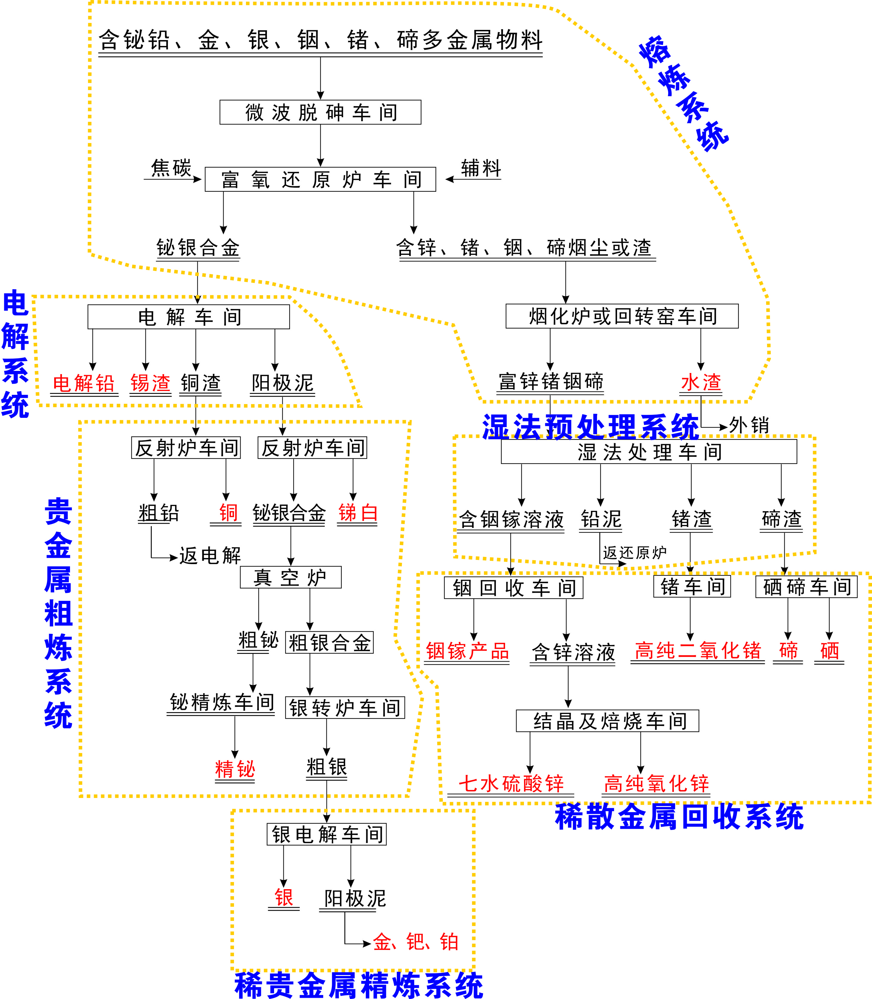 含铋铅、金、银、铟、锗、碲多金属物料
熔炼系统
微波脱砷车间
焦碳
辅料
富氧还原炉车间
铋银合金
含锌、锗、铟、碲烟尘或渣
电解系统
电解车间
烟化炉或回转窑车间
电解铅
锡渣
铜渣
阳极泥
富锌锗铟碲
水渣
外销
湿法预处理系统
反射炉车间
反射炉车间
湿法处理车间
贵金属粗炼系统
粗铅
铜
铋银合金
锑白
含铟镓溶液
铅泥
锗渣
碲渣
返电解
返还原炉
真空炉
铟回收车间
锗车间
硒碲车间
粗铋
粗银合金
铟镓产品
含锌溶液
高纯二氧化锗
碲
硒
铋精炼车间
银转炉车间
结晶及焙烧车间
精铋
粗银
七水硫酸锌
高纯氧化锌
稀散金属回收系统
银电解车间
银
阳极泥
金、钯、铂
稀贵金属精炼系统